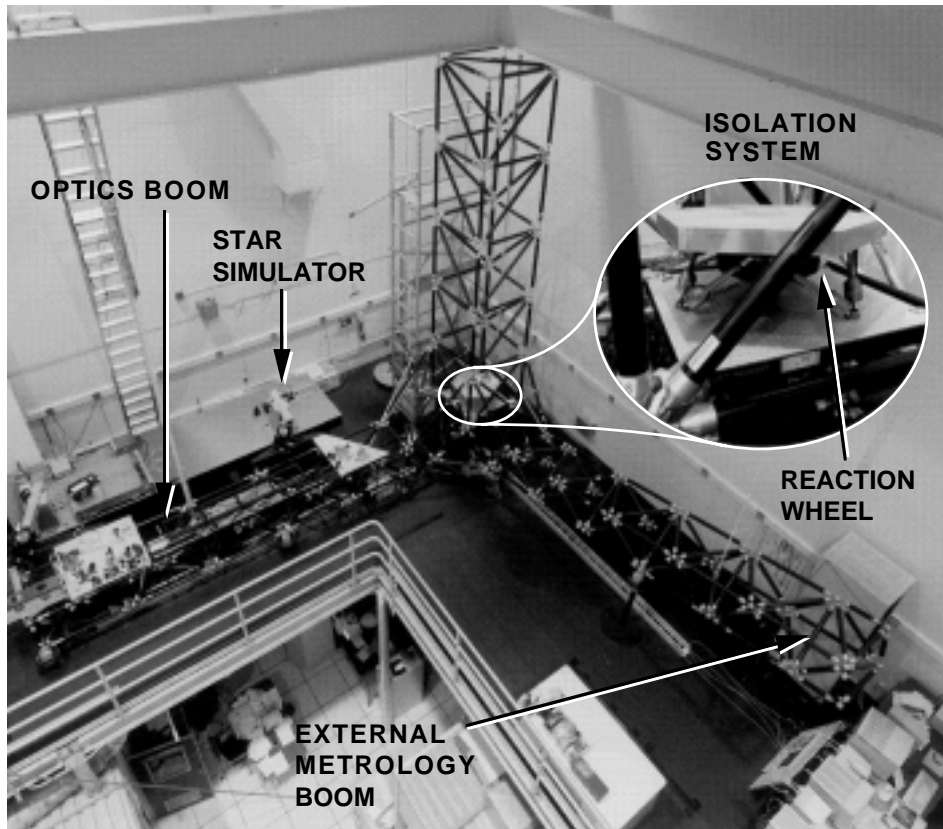 ISOLATION
SYSTEM
OPTICS BOOM
STAR
SIMULATOR
REACTION
WHEEL
EXTERNAL
METROLOGY
BOOM